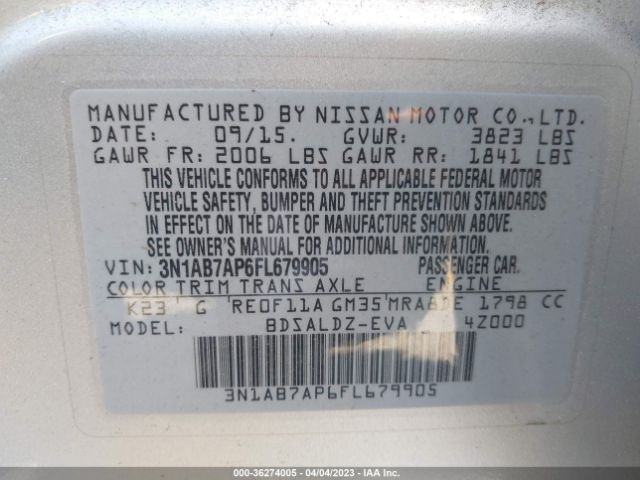 MANUFACTURED BY NISSAN MOTOR CO.,LTD.
DATE: 09/15. GVWR: 3823 LBS
GAWR FR: 2006 LBS GAWR RR: 1841 LBS
THIS VEHICLE CONFORMS TO ALL APPLICABLE FEDERAL MOTOR
VEHICLE SAFETY, BUMPER AND THEFT PREVENTION STANDARDS
IN EFFECT ON THE DATE OF MANUFACTURE SHOWN ABOVE.
SEE OWNER'S MANUAL FOR ADDITIONAL INFORMATION.
VIN: 3N1AB7AP6FL679905 PASSENGER CAR.
COLOR TRIM TRANS AXLE ENGINE
K23 G RE0F11A GM35 MRA8DE 1798 CC
MODEL: BDSALDZ-EVA 4Z000
3N1AB7AP6FL679905
000-36274005 - 04/04/2023 - IAA Inc.